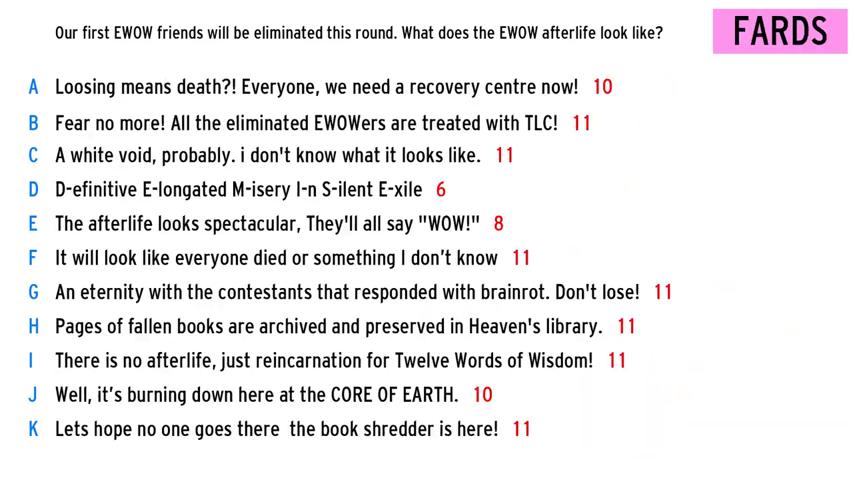 Our first EWOW friends will be eliminated this round. What does the EWOW afterlife look like?
FARDS
A Loosing means death?! Everyone, we need a recovery centre now! 10
B Fear no more! All the eliminated EWOWers are treated with TLC! 11
C A white void, probably. i don't know what it looks like. 11
D D-efinitive E-longated M-isery I-n S-ilent E-xile 6
E The afterlife looks spectacular, They'll all say "WOW!" 8
F It will look like everyone died or something I don’t know 11
G An eternity with the contestants that responded with brainrot. Don't lose! 11
H Pages of fallen books are archived and preserved in Heaven's library. 11
I There is no afterlife, just reincarnation for Twelve Words of Wisdom! 11
J Well, it’s burning down here at the CORE OF EARTH. 10
K Lets hope no one goes there  the book shredder is here! 11